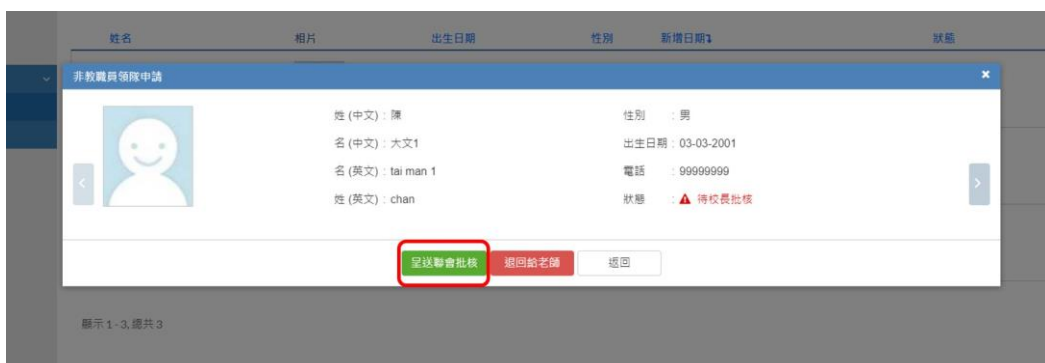 姓名 相片 出生日期 性別 新增日期 狀態
非教職員領隊申請 ×
姓 (中文) : 陳 性別 : 男
名 (中文) : 大文1 出生日期 : 03-03-2001
名 (英文) : tai man 1 電話 : 99999999
姓 (英文) : chan 狀態 : 待校長批核
呈送聯會批核 退回給老師 返回
顯示 1 - 3, 總共 3